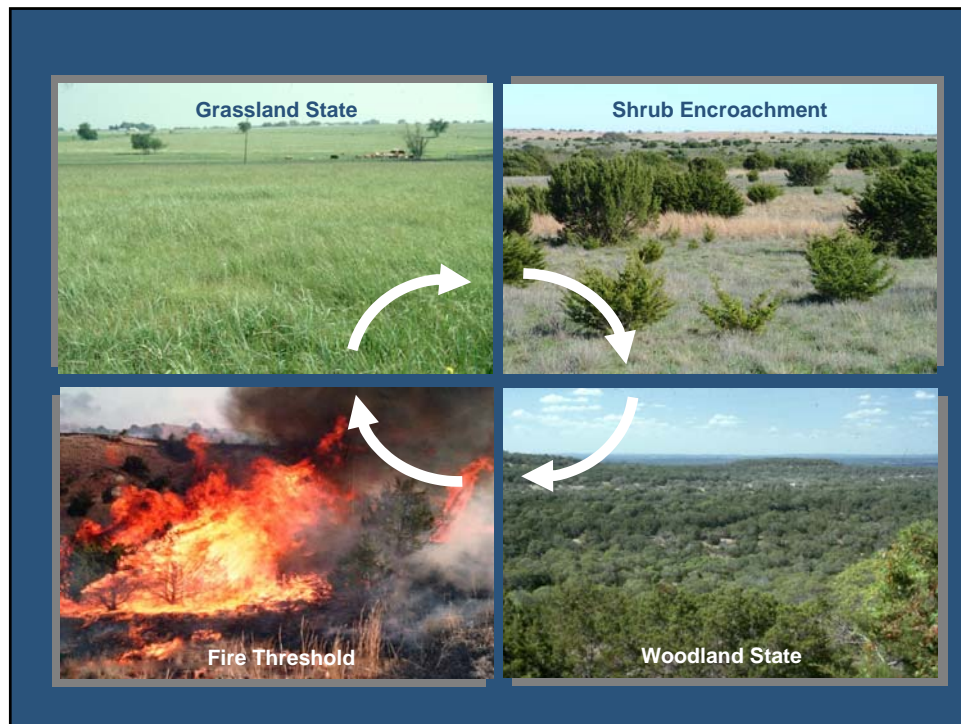 Grassland State
Shrub Encroachment
Fire Threshold
Woodland State